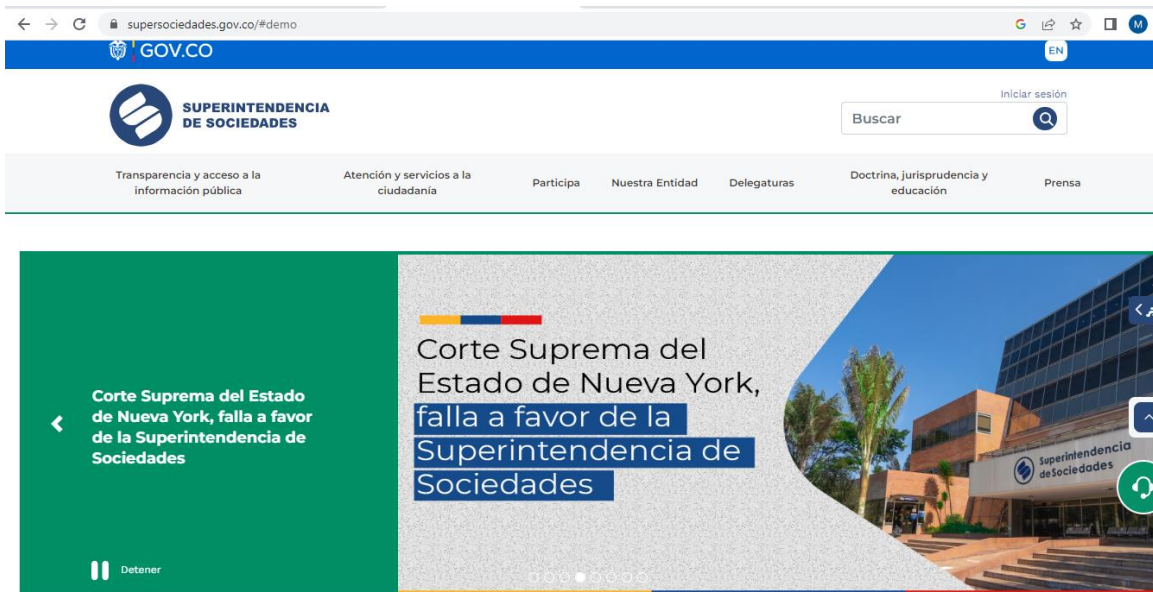 supersociedades.gov.co/#demo
G
M
GOV.CO
EN
SUPERINTENDENCIA
DE SOCIEDADES
Iniciar sesión
Buscar
Transparencia y acceso a la
información pública
Atención y servicios a la
ciudadanía
Participa
Nuestra Entidad
Delegaturas
Doctrina, jurisprudencia y
educación
Prensa
Corte Suprema del Estado
de Nueva York, falla a favor
de la Superintendencia de
Sociedades
Detener
Corte Suprema del
Estado de Nueva York,
falla a favor de la
Superintendencia de
Sociedades
Superintendencia
de Sociedades